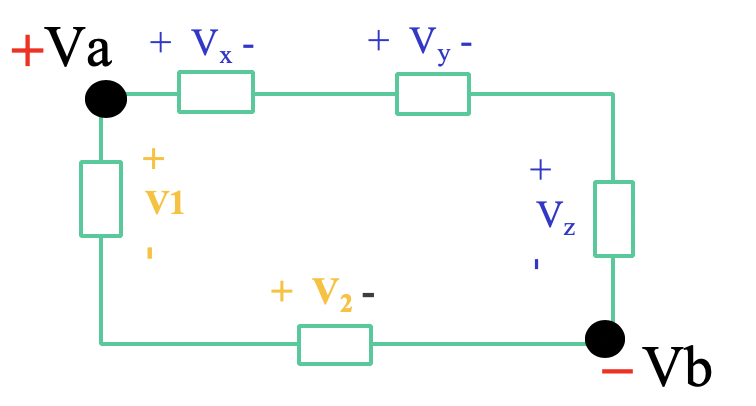 +Va + Vx - + Vy -
+ V1 -
+ Vz -
+ V2 -
− Vb